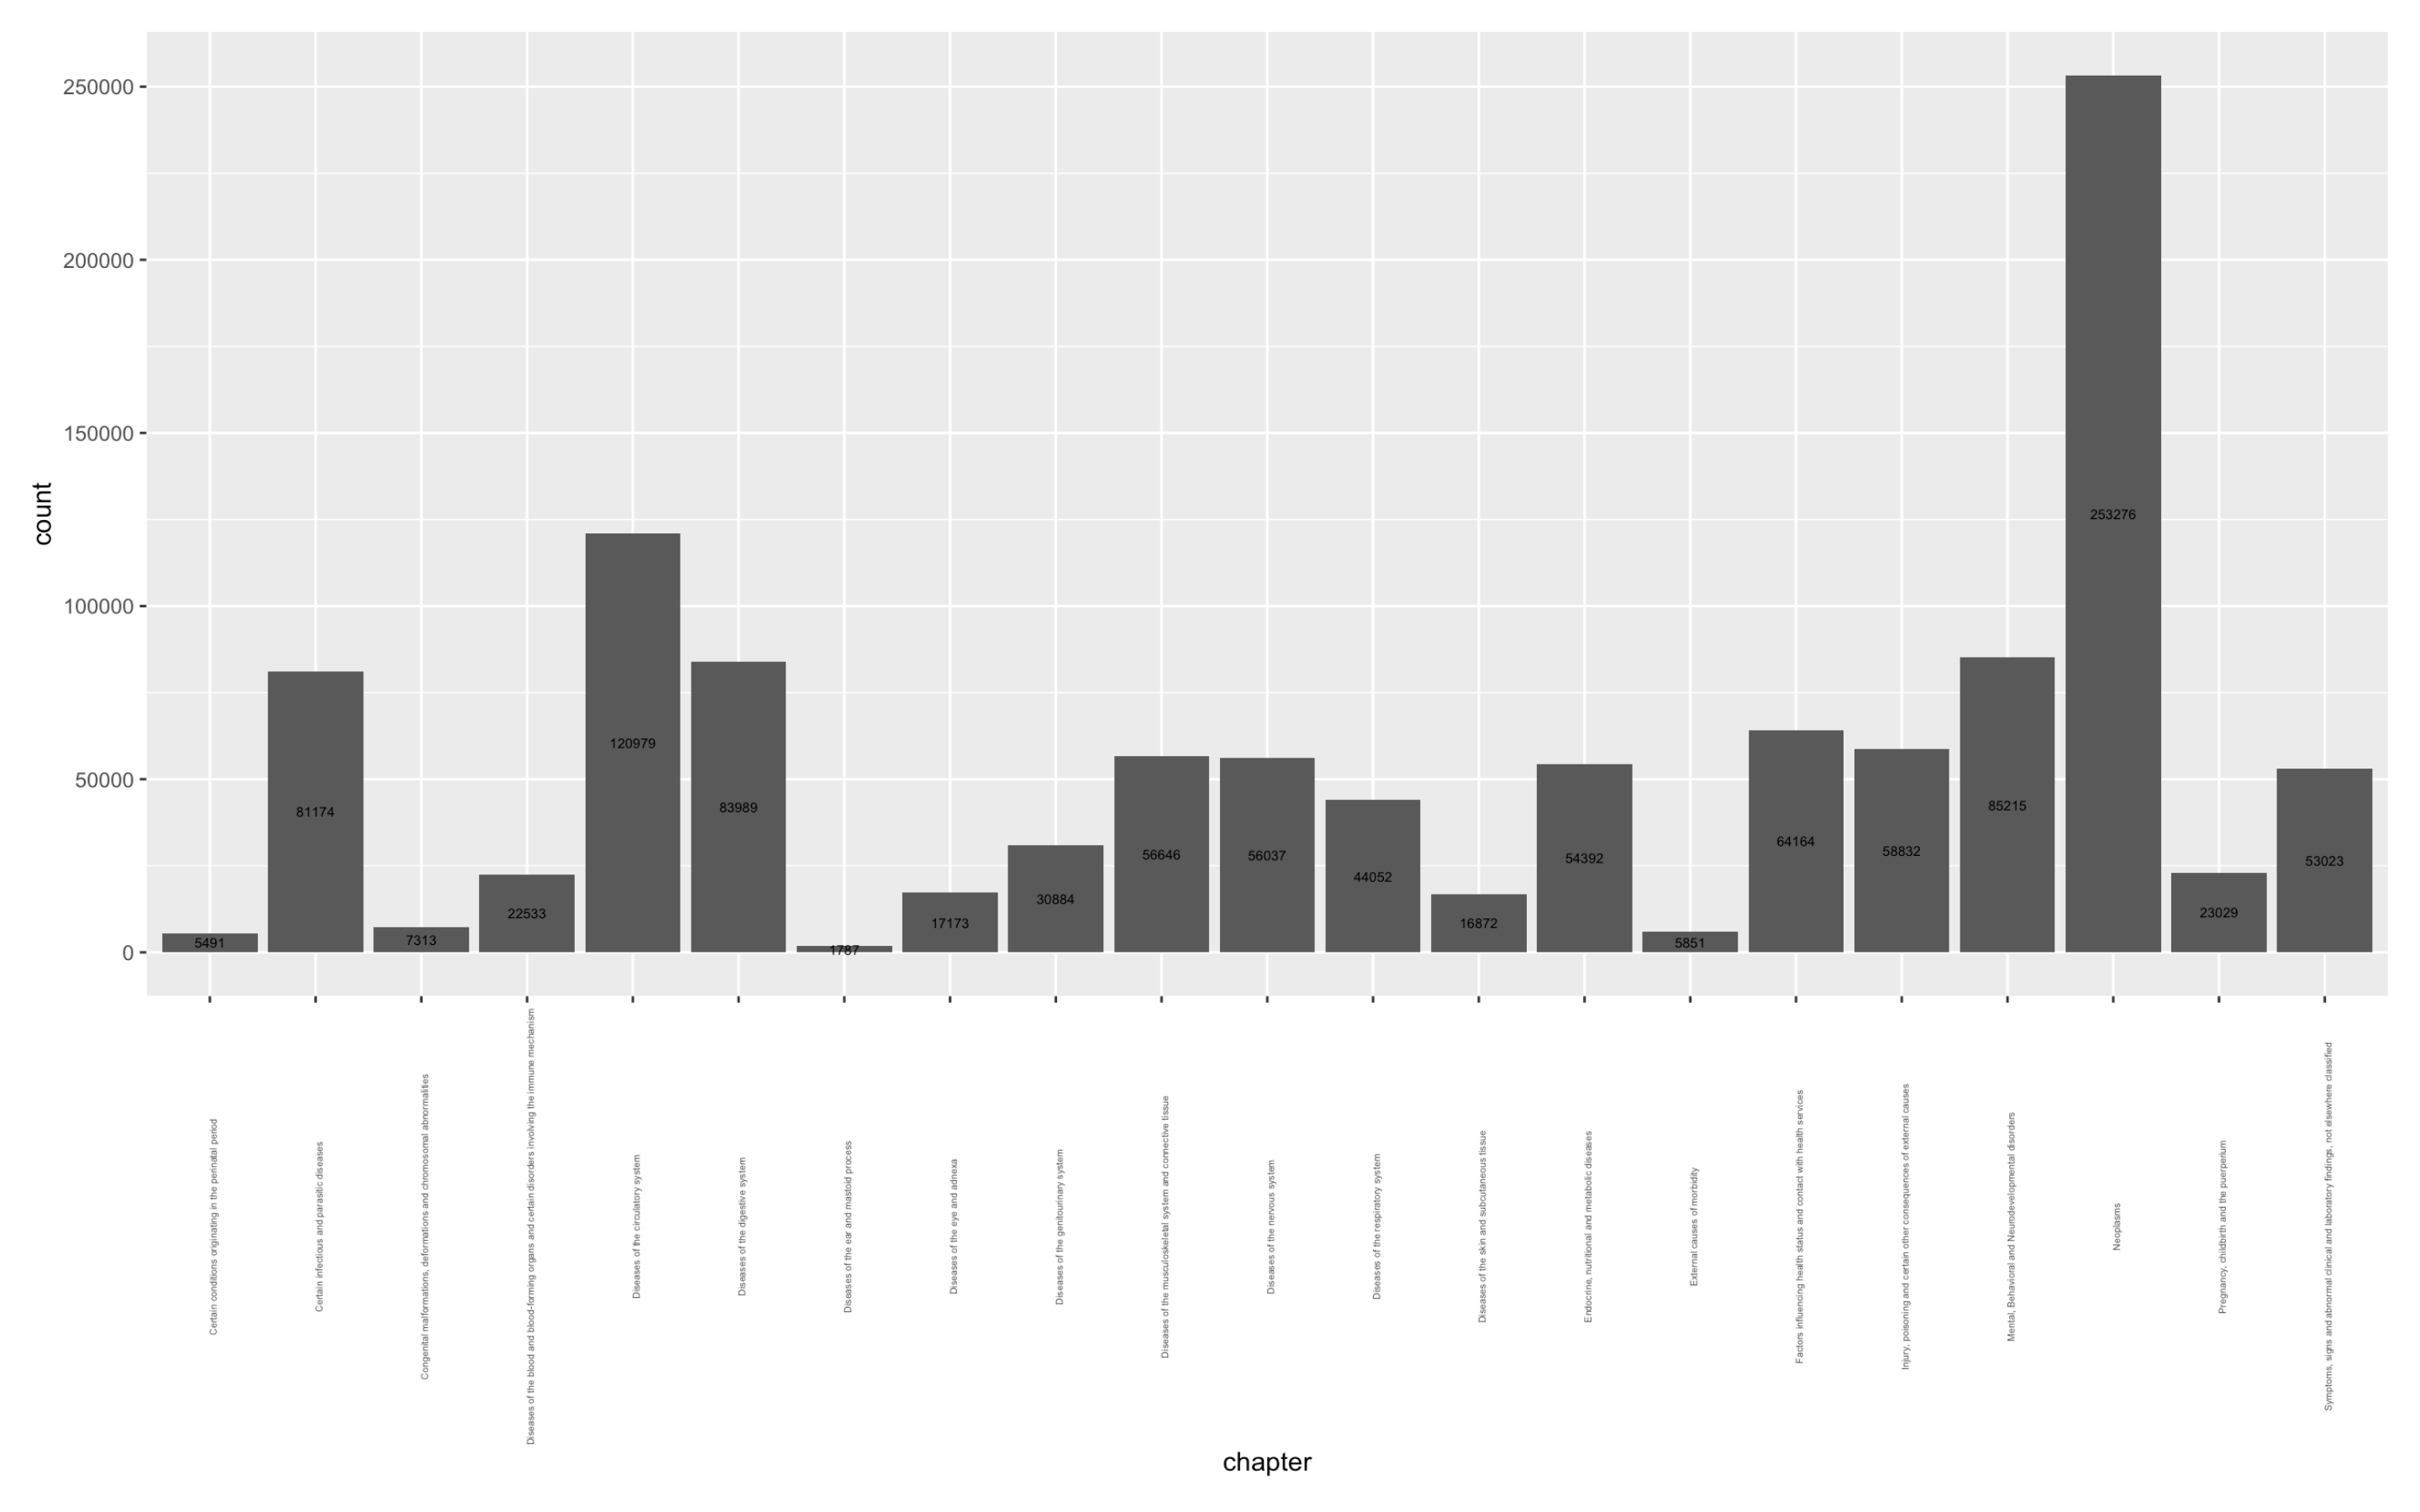 250000
200000
150000
100000
50000
0
count
5491
81174
7313
22533
120979
83989
1787
17173
30884
56646
56037
44052
16872
54392
5851
64164
58832
85215
253276
23029
53023
Certain conditions originating in the perinatal period
Certain infectious and parasitic diseases
Congenital malformations, deformations and chromosomal abnormalities
Diseases of the blood and blood-forming organs and certain disorders involving the immune mechanism
Diseases of the circulatory system
Diseases of the digestive system
Diseases of the ear and mastoid process
Diseases of the eye and adnexa
Diseases of the genitourinary system
Diseases of the musculoskeletal system and connective tissue
Diseases of the nervous system
Diseases of the respiratory system
Diseases of the skin and subcutaneous tissue
Endocrine, nutritional and metabolic diseases
External causes of morbidity
Factors influencing health status and contact with health services
Injury, poisoning and certain other consequences of external causes
Mental, Behavioral and Neurodevelopmental disorders
Neoplasms
Pregnancy, childbirth and the puerperium
Symptoms, signs and abnormal clinical and laboratory findings, not elsewhere classified
chapter